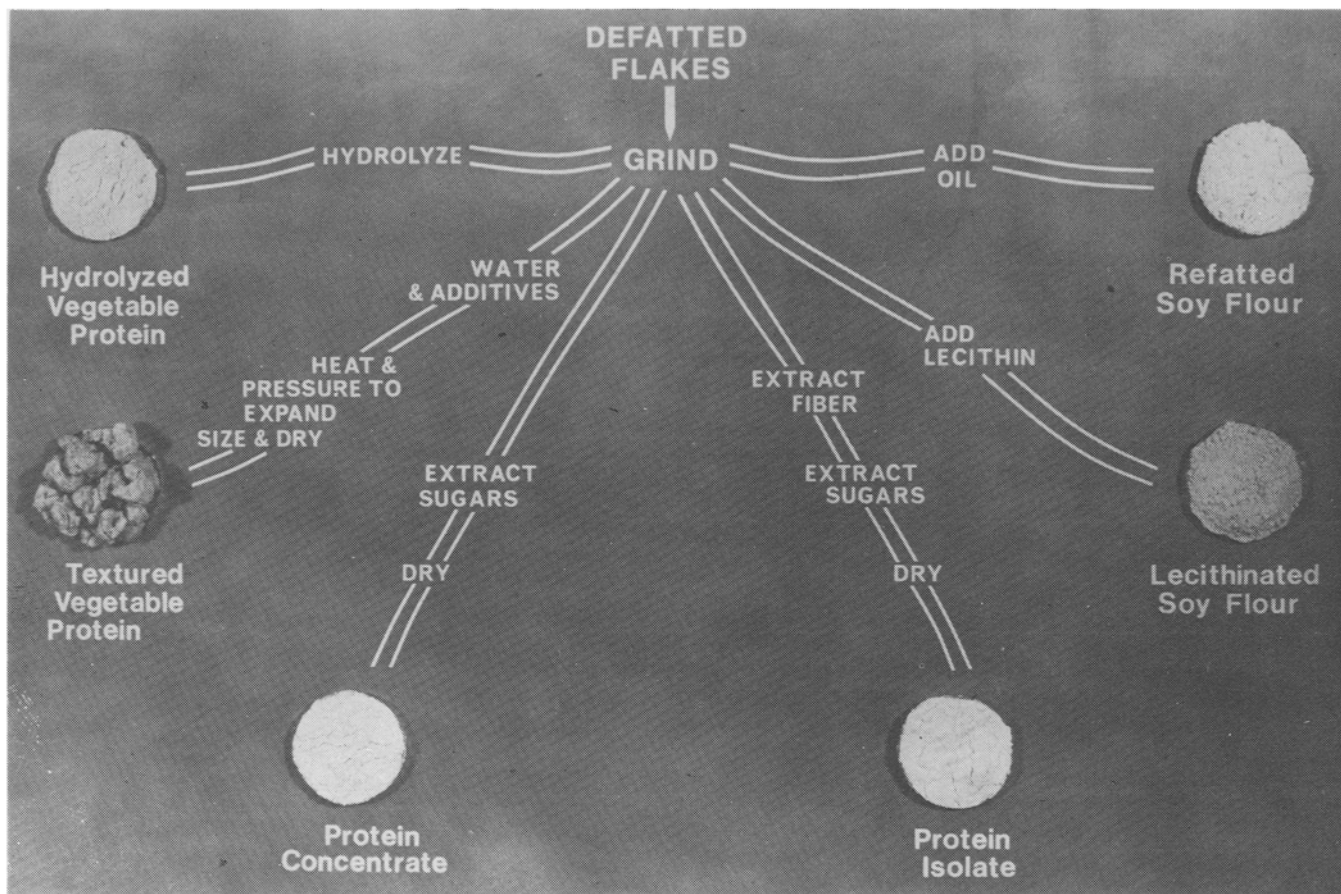 DEFATTED
FLAKES
GRIND
HYDROLYZE
ADD
OIL
Hydrolyzed
Vegetable
Protein
WATER
& ADDITIVES
Refatted
Soy Flour
HEAT &
PRESSURE TO
EXPAND
SIZE & DRY
ADD
LECITHIN
EXTRACT
FIBER
EXTRACT
SUGARS
EXTRACT
SUGARS
Textured
Vegetable
Protein
DRY
DRY
Lecithinated
Soy Flour
Protein
Concentrate
Protein
Isolate